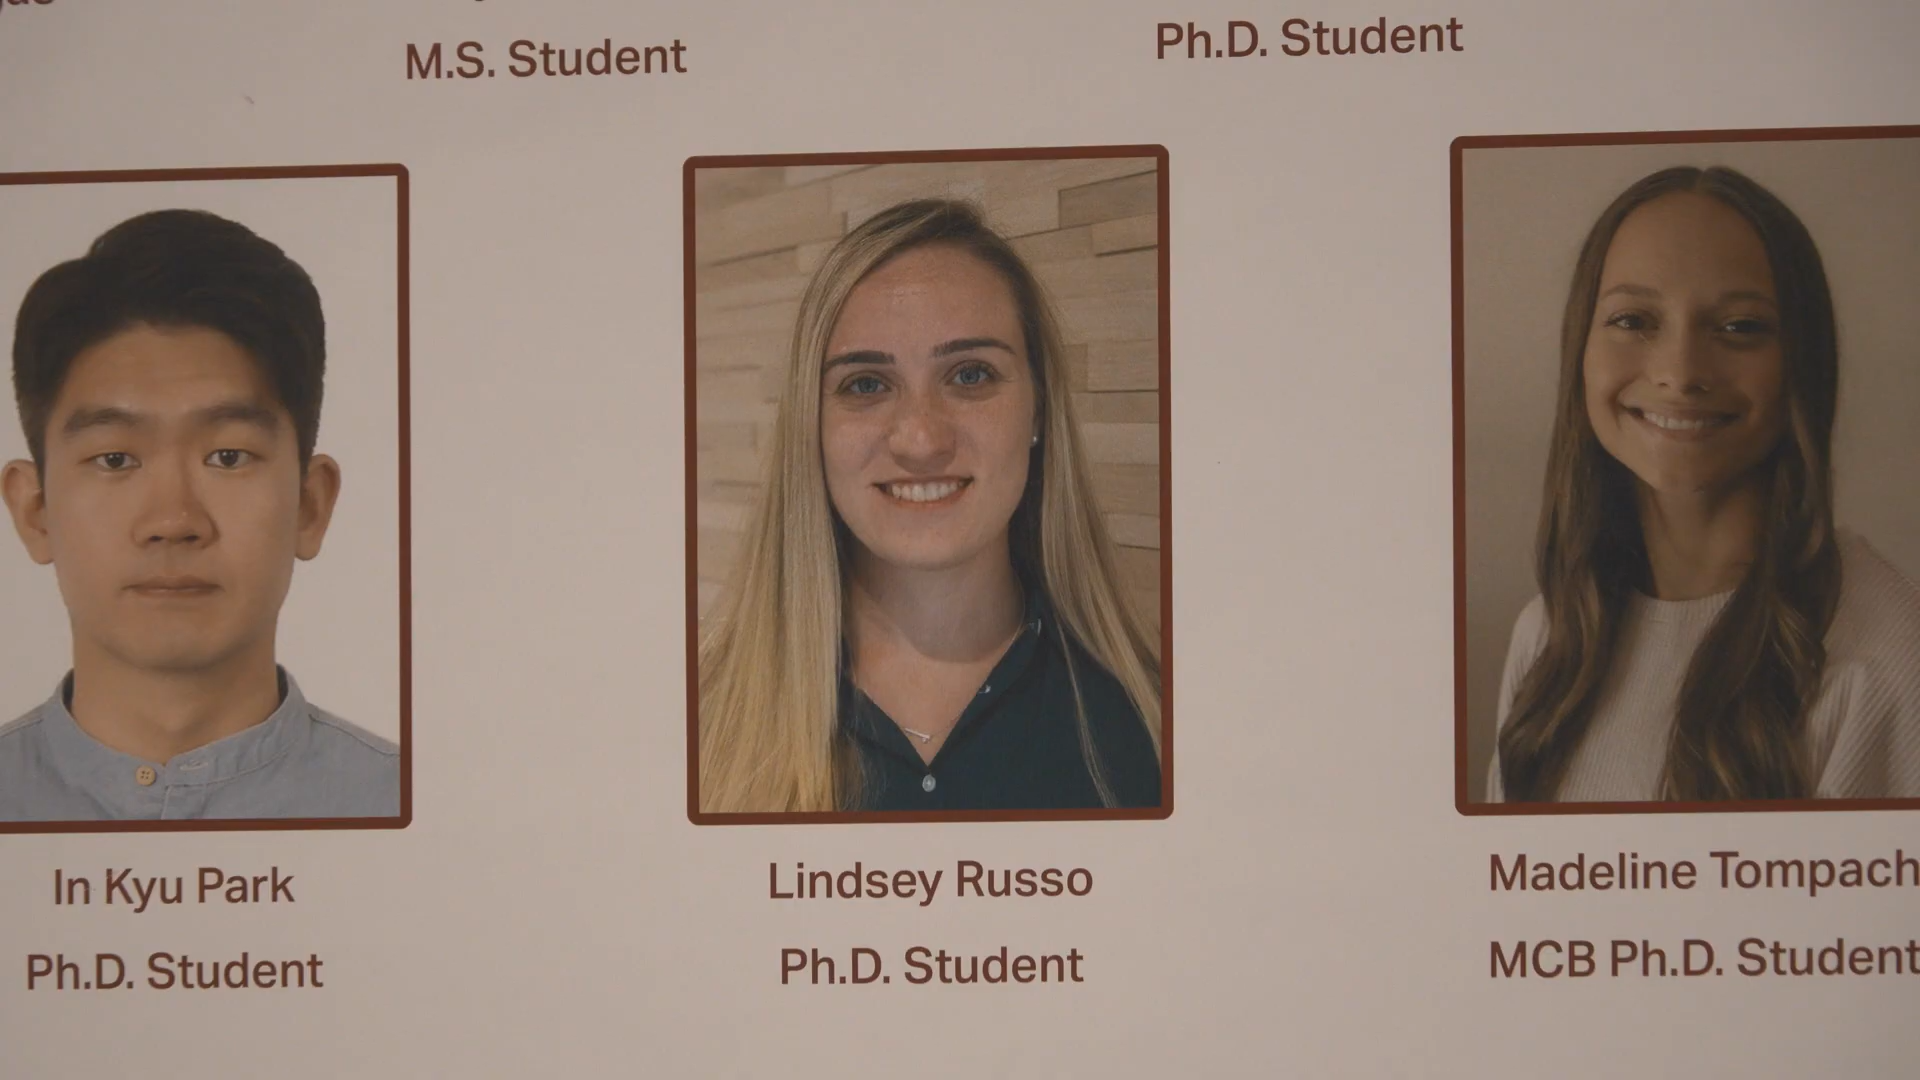 M.S. Student
Ph.D. Student
In Kyu Park
Ph.D. Student
Lindsey Russo
Ph.D. Student
Madeline Tompach
MCB Ph.D. Student